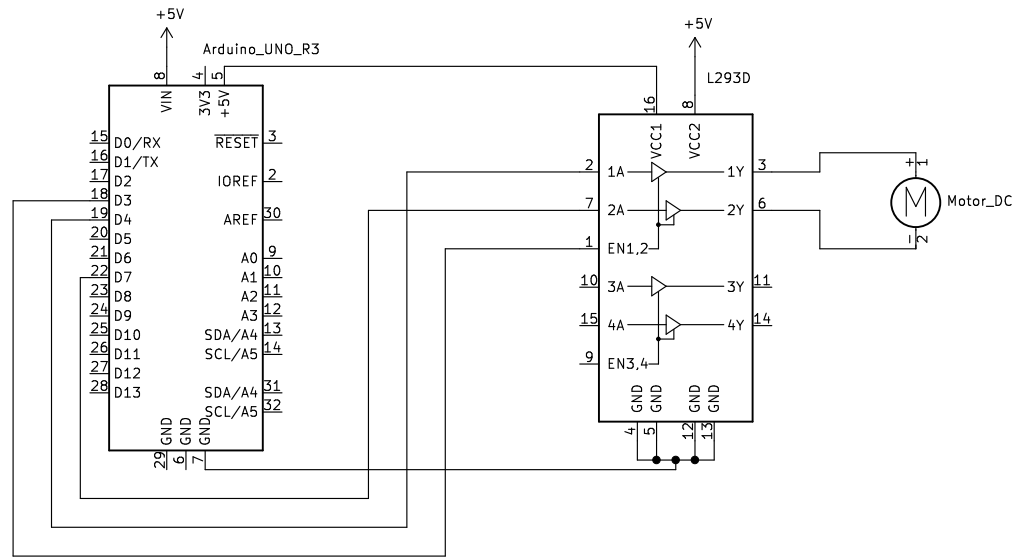 +5V
Arduino_UNO_R3
8
4
5
VIN
3V3
+5V
15 D0/RX
16 D1/TX
17 D2
18 D3
19 D4
20 D5
21 D6
22 D7
23 D8
24 D9
25 D10
26 D11
27 D12
28 D13
RESET 3
IOREF 2
AREF 30
A0 9
A1 10
A2 11
A3 12
SDA/A4 13
SCL/A5 14
SDA/A4 31
SCL/A5 32
GND
GND
GND
29
6
7
+5V
L293D
16
8
VCC1
VCC2
2 1A
1Y 3
7 2A
2Y 6
1 EN1,2
10 3A
3Y 11
15 4A
4Y 14
9 EN3,4
GND
GND
GND
GND
4
5
12
13
+ 1
M
Motor_DC
− 2